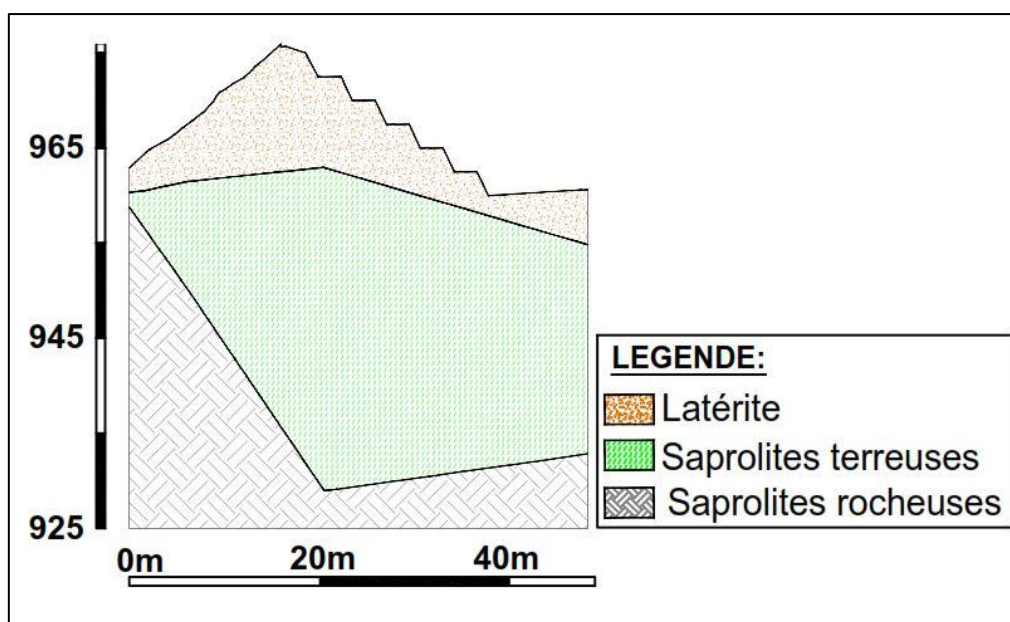 965
945
925
0m 20m 40m
LEGENDE:
Latérite
Saprolites terreuses
Saprolites rocheuses